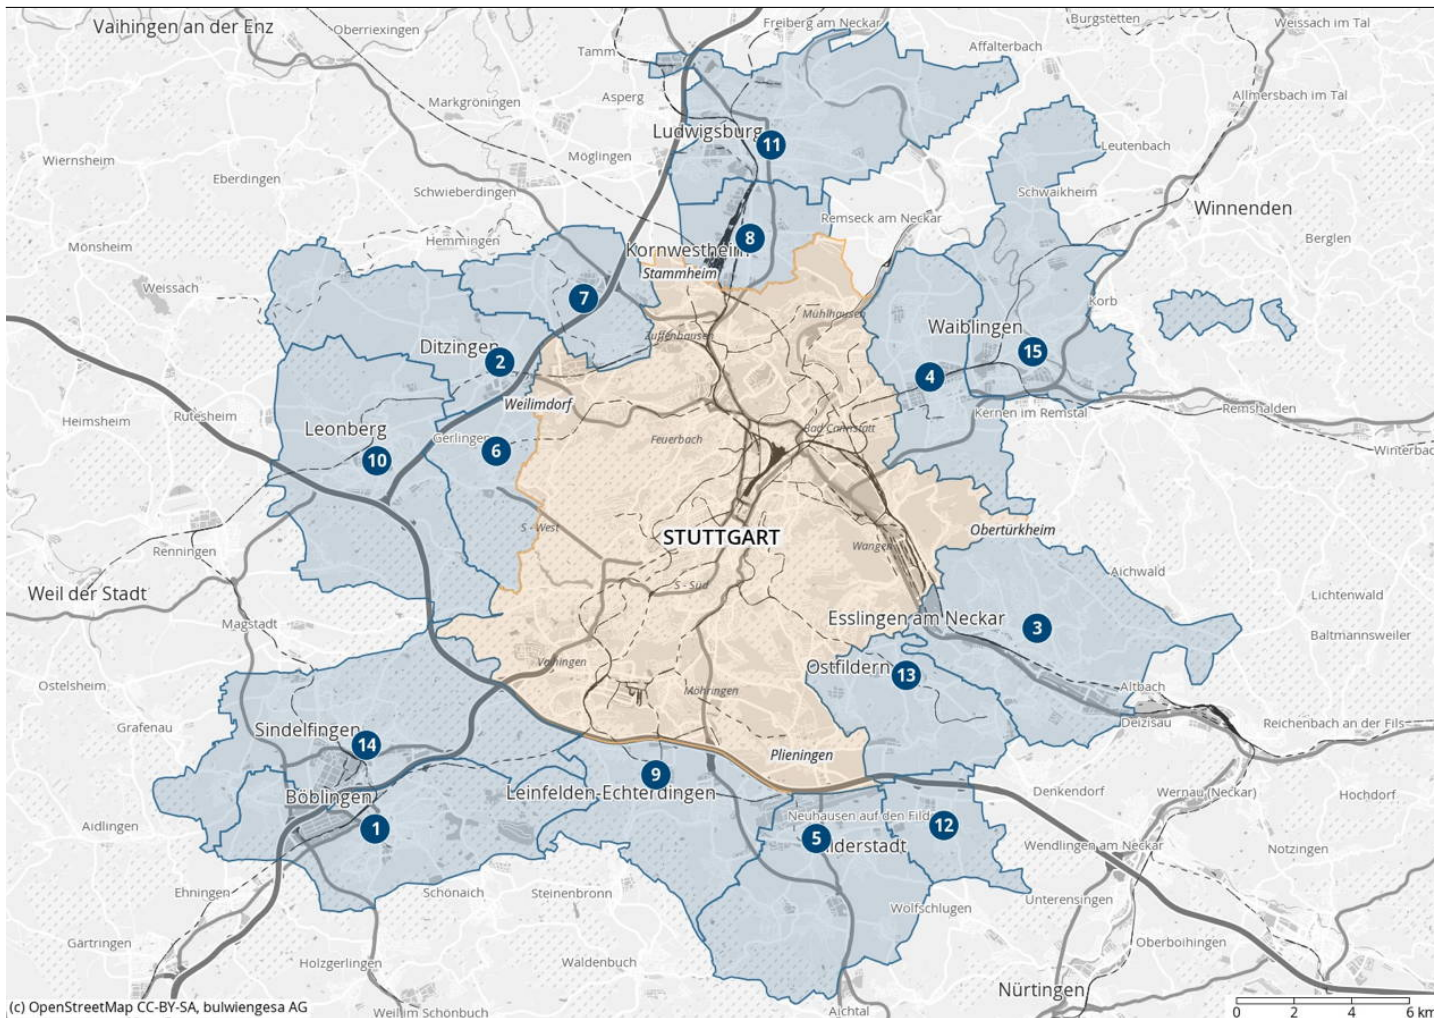 Vaihingen an der Enz
Oberriexingen
Freiberg am Neckar
Burgstetten
Weissach im Tal
Tamm
Affalterbach
Asperg
Markgröningen
Allmersbach im Tal
Ludwigsburg
11
Möglingen
Leutenbach
Wiernsheim
Eberdingen
Schwieberdingen
Schwaikheim
Winnenden
Remseck am Neckar
Mönsheim
Hemmingen
Kornwestheim
8
Berglen
Stammheim
Weissach
7
Mühlhausen
Korb
Zuffenhausen
Waiblingen
Ditzingen
2
15
4
Weilimdorf
Heimsheim
Rutesheim
Kernen im Remstal
Remshalden
Leonberg
Gerlingen
Feuerbach
Bad Cannstatt
6
10
Winterbach
S - West
STUTTGART
Obertürkheim
Renningen
Wangen
Aichwald
Weil der Stadt
S - Süd
Lichtenwald
Magstadt
Esslingen am Neckar
3
Baltmannsweiler
Vaihingen
Ostfildern
13
Ostelsheim
Möhringen
Altbach
Grafenau
Sindelfingen
Deizisau
Reichenbach an der Fils
14
Plieningen
9
Leinfelden-Echterdingen
Böblingen
Denkendorf
Wernau (Neckar)
Hochdorf
Neuhausen auf den Fild
Aidlingen
1
5
12
ilderstadt
Wendlingen am Neckar
Notzingen
Ehningen
Schönaich
Steinenbronn
Wolfschlugen
Unterensingen
Gärtringen
Oberboihingen
Holzgerlingen
Waldenbuch
Nürtingen
(c) OpenStreetMap CC-BY-SA, bulwiengesa AG
Weil im Schönbuch
Aichtal
0 2 4 6 km